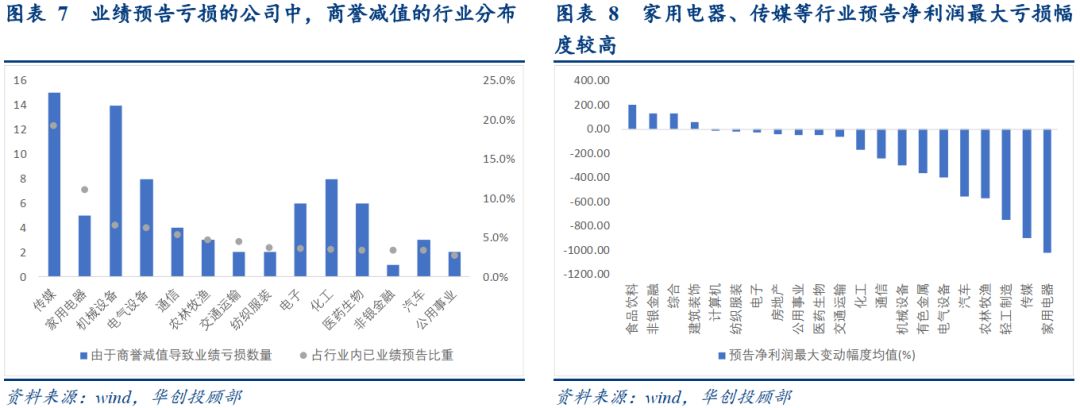 图表 7 业绩预告亏损的公司中，商誉减值的行业分布
16
14
12
10
8
6
4
2
0
25.0%
20.0%
15.0%
10.0%
5.0%
0.0%
传媒
家用电器
机械设备
电气设备
通信
农林牧渔
交通运输
纺织服装
电子
化工
医药生物
非银金融
汽车
公用事业
由于商誉减值导致业绩亏损数量
占行业内已业绩预告比重
资料来源：wind，华创投顾部
图表 8 家用电器、传媒等行业预告净利润最大亏损幅
度较高
400.00
200.00
0.00
-200.00
-400.00
-600.00
-800.00
-1000.00
-1200.00
食品饮料
非银金融
综合
建筑装饰
计算机
纺织服装
电子
房地产
公用事业
医药生物
交通运输
化工
通信
机械设备
有色金属
电气设备
汽车
农林牧渔
轻工制造
传媒
家用电器
预告净利润最大变动幅度均值(%)
资料来源：wind，华创投顾部